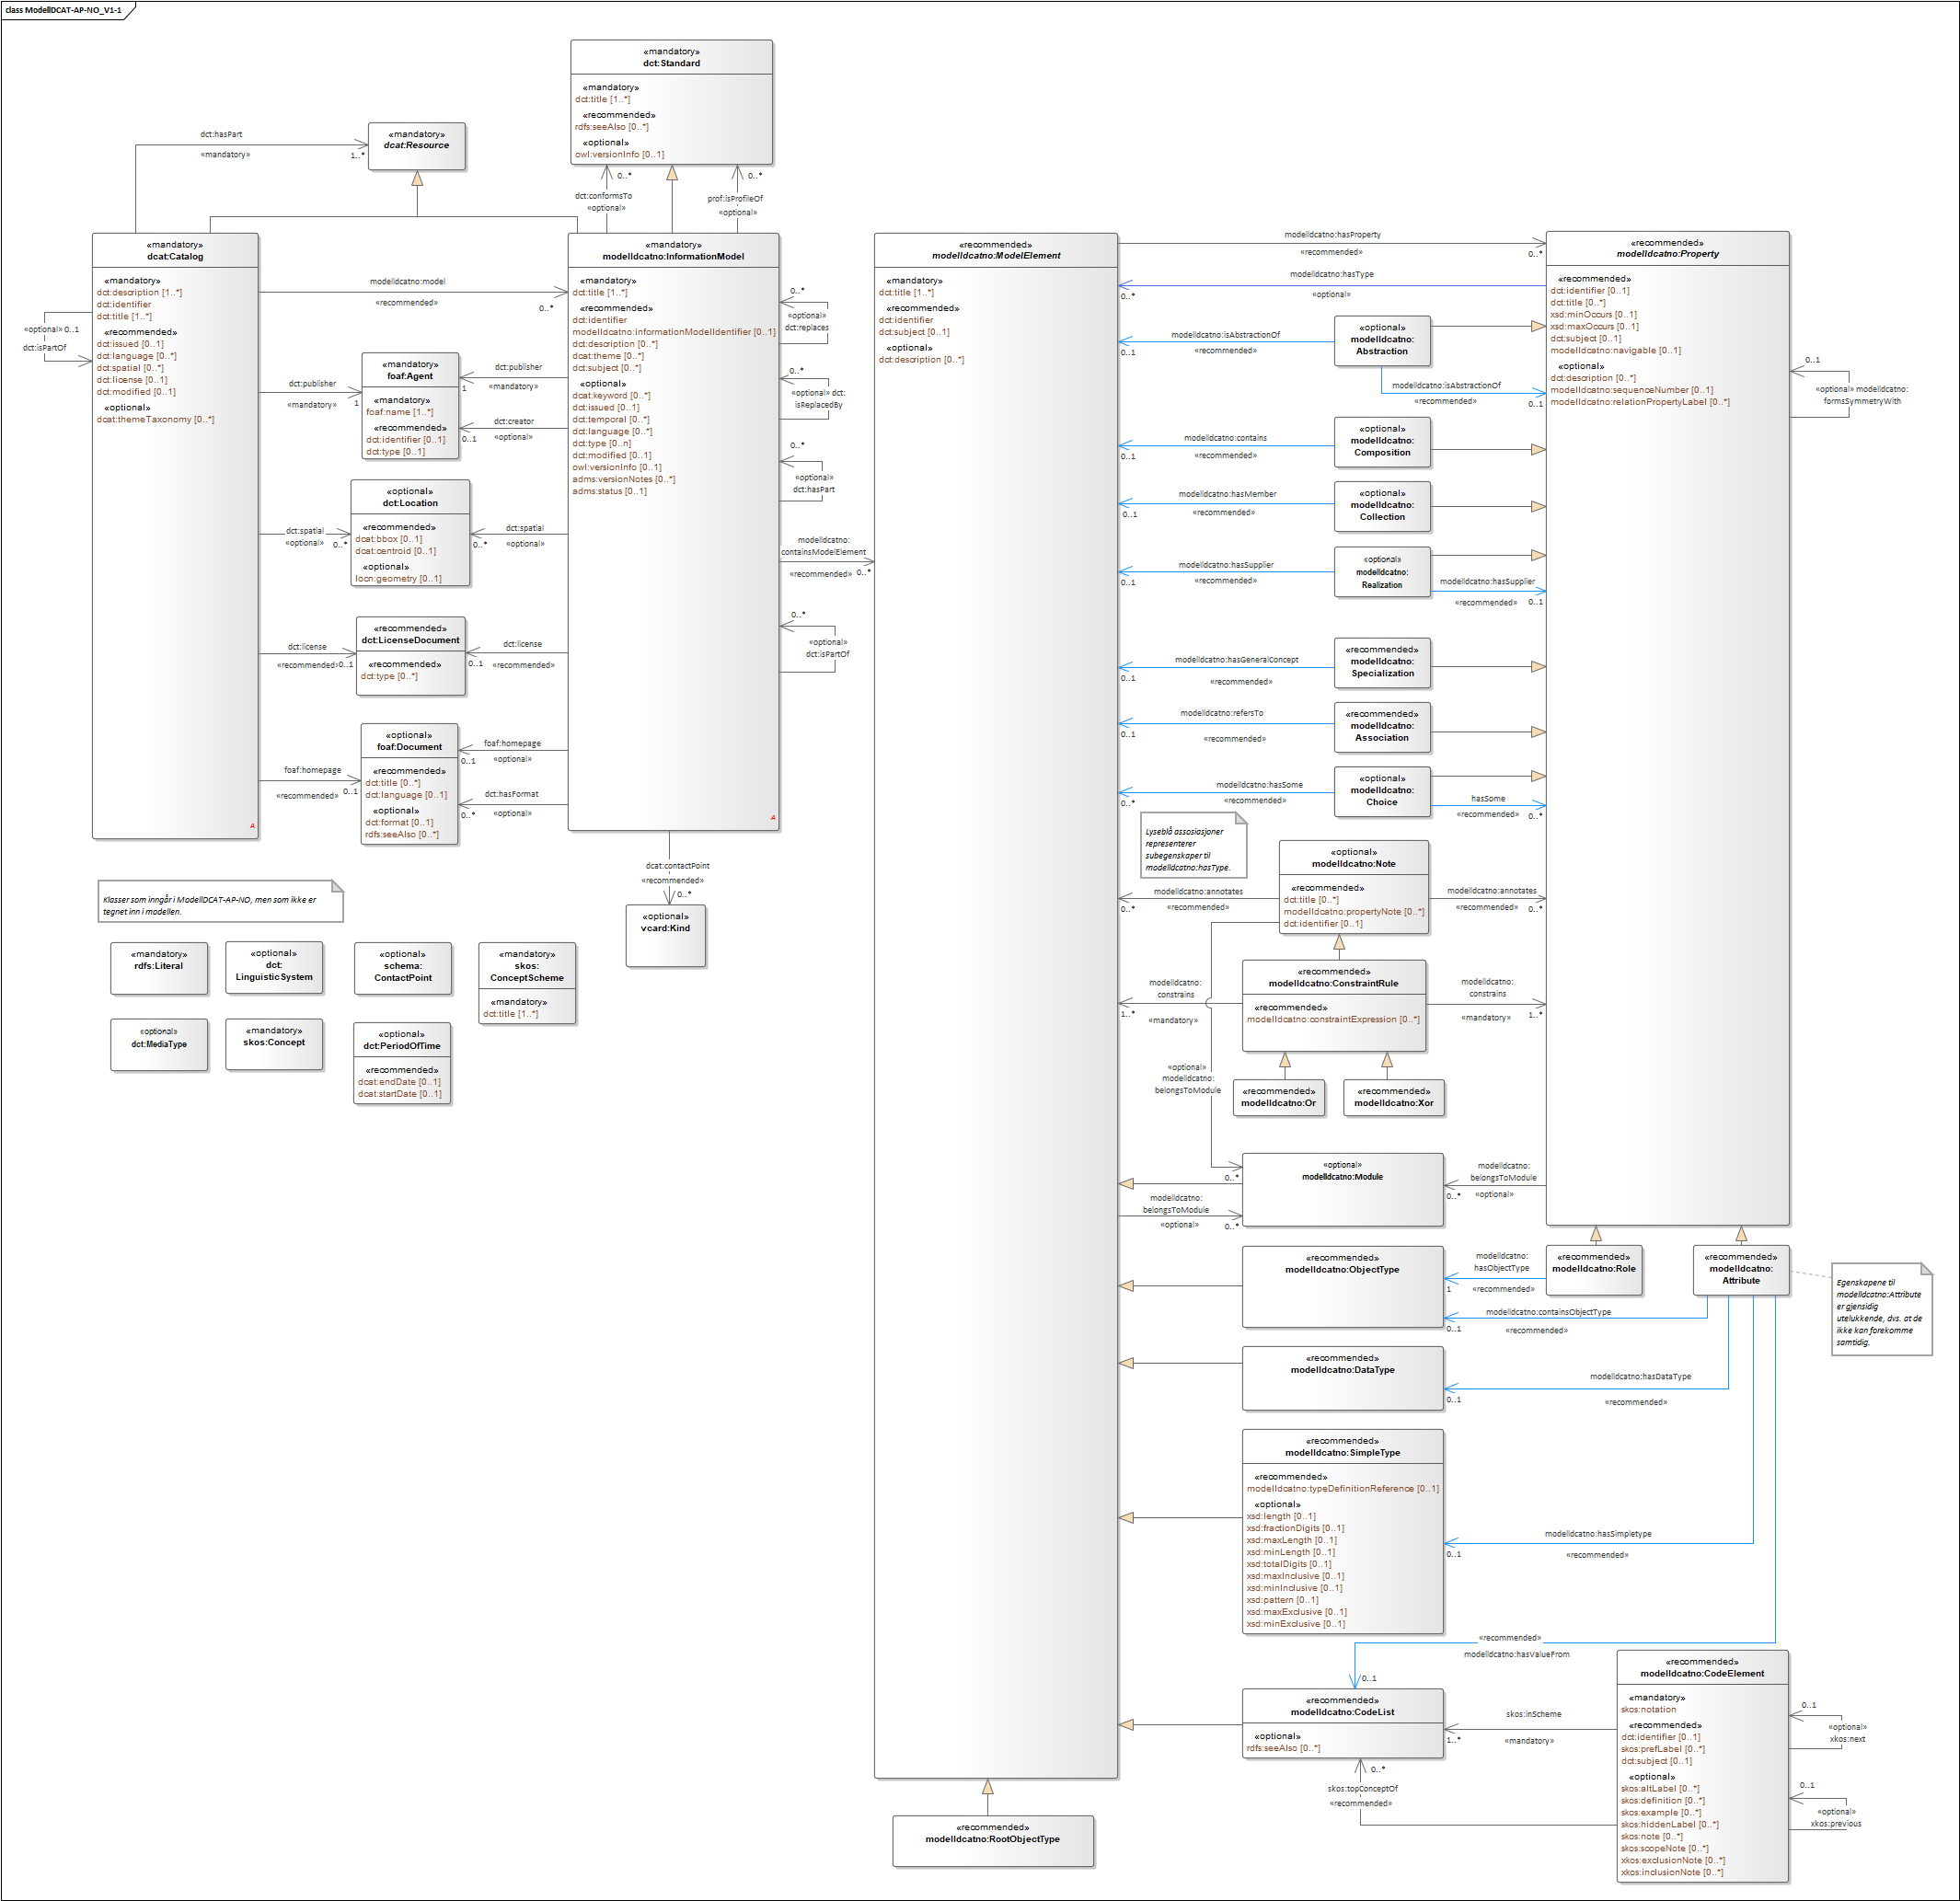 class ModellDCAT-AP-NO_V1-1
«mandatory»
dct:Standard
«mandatory»
dct:title [1..*]
«recommended»
rdfs:seeAlso [0..*]
«optional»
owl:versionInfo [0..1]
dct:hasPart
«mandatory»
1..*
«mandatory»
dcat:Resource
dct:conformsTo
«optional»
0..*
prof:isProfileOf
«optional»
0..*
«mandatory»
dcat:Catalog
«mandatory»
dct:description [1..*]
dct:identifier
dct:title [1..*]
«recommended»
dct:issued [0..1]
dct:language [0..*]
dct:spatial [0..*]
dct:license [0..1]
dct:modified [0..1]
«optional»
dcat:themeTaxonomy [0..*]
A
«optional» 0..1
dct:isPartOf
modelldcatno:model
«recommended»
0..*
dct:publisher
«mandatory»
1
«mandatory»
foaf:Agent
«mandatory»
foaf:name [1..*]
«recommended»
dct:identifier [0..1]
dct:type [0..1]
dct:publisher
«mandatory»
1
dct:creator
«optional»
0..1
dct:spatial
«optional»
0..*
«optional»
dct:Location
«recommended»
dcat:bbox [0..1]
dcat:centroid [0..1]
«optional»
locn:geometry [0..1]
dct:spatial
«optional»
0..*
dct:license
«recommended»
0..1
«recommended»
dct:LicenseDocument
«recommended»
dct:type [0..*]
dct:license
«recommended»
0..1
foaf:homepage
«recommended»
0..1
«optional»
foaf:Document
«recommended»
dct:title [0..*]
dct:language [0..1]
«optional»
dct:format [0..1]
rdfs:seeAlso [0..*]
foaf:homepage
«optional»
0..1
dct:hasFormat
«optional»
0..*
«mandatory»
modelldcatno:InformationModel
«mandatory»
dct:title [1..*]
«recommended»
dct:identifier
modelldcatno:informationModelIdentifier [0..1]
dct:description [0..*]
dcat:theme [0..*]
dct:subject [0..*]
«optional»
dcat:keyword [0..*]
dct:issued [0..1]
dct:temporal [0..*]
dct:language [0..*]
dct:type [0..n]
dct:modified [0..1]
owl:versionInfo [0..1]
adms:versionNotes [0..*]
adms:status [0..1]
A
0..*
«optional»
dct:replaces
0..*
«optional» dct:
isReplacedBy
0..*
«optional»
dct:hasPart
modelldcatno:
containsModelElement
«recommended» 0..*
0..*
«optional»
dct:isPartOf
dcat:contactPoint
«recommended»
0..*
«optional»
vcard:Kind
Klasser som inngår i ModellDCAT-AP-NO, men som ikke er
tegnet inn i modellen.
«mandatory»
rdfs:Literal
«optional»
dct:
LinguisticSystem
«optional»
schema:
ContactPoint
«mandatory»
skos:
ConceptScheme
«mandatory»
dct:title [1..*]
«optional»
dct:MediaType
«mandatory»
skos:Concept
«optional»
dct:PeriodOfTime
«recommended»
dcat:endDate [0..1]
dcat:startDate [0..1]
«recommended»
modelldcatno:ModelElement
«mandatory»
dct:title [1..*]
«recommended»
dct:identifier
dct:subject [0..1]
«optional»
dct:description [0..*]
modelldcatno:hasProperty
«recommended»
0..*
modelldcatno:hasType
«optional»
0..*
modelldcatno:isAbstractionOf
«recommended»
0..1
«optional»
modelldcatno:
Abstraction
modelldcatno:isAbstractionOf
«recommended»
0..1
modelldcatno:contains
«recommended»
0..1
«optional»
modelldcatno:
Composition
modelldcatno:hasMember
«recommended»
0..1
«optional»
modelldcatno:
Collection
modelldcatno:hasSupplier
«recommended»
0..1
«optional»
modelldcatno:
Realization
modelldcatno:hasSupplier
«recommended»
0..1
modelldcatno:hasGeneralConcept
«recommended»
0..1
«recommended»
modelldcatno:
Specialization
modelldcatno:refersTo
«recommended»
0..1
«recommended»
modelldcatno:
Association
modelldcatno:hasSome
«recommended»
0..*
«optional»
modelldcatno:
Choice
hasSome
«recommended»
0..*
Lyseblå assosiasjoner
representerer
subegenskaper til
modelldcatno:hasType.
«optional»
modelldcatno:Note
«recommended»
dct:title [0..*]
modelldcatno:propertyNote [0..*]
dct:identifier [0..1]
modelldcatno:annotates
«recommended»
0..*
modelldcatno:annotates
«recommended»
0..*
«recommended»
modelldcatno:ConstraintRule
«recommended»
modelldcatno:constraintExpression [0..*]
modelldcatno:
constrains
«mandatory»
1..*
modelldcatno:
constrains
«mandatory»
1..*
«optional»
modelldcatno:
belongsToModule
0..*
«recommended»
modelldcatno:Or
«recommended»
modelldcatno:Xor
«optional»
modelldcatno:Module
modelldcatno:
belongsToModule
«optional»
0..*
modelldcatno:
belongsToModule
«optional»
0..*
«recommended»
modelldcatno:Property
«recommended»
dct:identifier [0..1]
dct:title [0..*]
xsd:minOccurs [0..1]
xsd:maxOccurs [0..1]
dct:subject [0..1]
modelldcatno:navigable [0..1]
«optional»
dct:description [0..*]
modelldcatno:sequenceNumber [0..1]
modelldcatno:relationPropertyLabel [0..*]
0..1
«optional» modelldcatno:
formsSymmetryWith
«recommended»
modelldcatno:ObjectType
modelldcatno:
hasObjectType
«recommended»
1
«recommended»
modelldcatno:Role
«recommended»
modelldcatno:
Attribute
Egenskapene til
modelldcatno:Attribute
er gjensidig
utelukkende, dvs. at de
ikke kan forekomme
samtidig.
modelldcatno:containsObjectType
«recommended»
0..1
«recommended»
modelldcatno:DataType
modelldcatno:hasDataType
«recommended»
0..1
«recommended»
modelldcatno:SimpleType
«recommended»
modelldcatno:typeDefinitionReference [0..1]
«optional»
xsd:length [0..1]
xsd:fractionDigits [0..1]
xsd:maxLength [0..1]
xsd:minLength [0..1]
xsd:totalDigits [0..1]
xsd:maxInclusive [0..1]
xsd:minInclusive [0..1]
xsd:pattern [0..1]
xsd:maxExclusive [0..1]
xsd:minExclusive [0..1]
modelldcatno:hasSimpletype
«recommended»
0..1
«recommended»
modelldcatno:hasValueFrom
0..1
«recommended»
modelldcatno:CodeList
«optional»
rdfs:seeAlso [0..*]
skos:inScheme
«mandatory»
1..*
skos:topConceptOf
«recommended»
0..*
«recommended»
modelldcatno:CodeElement
«mandatory»
skos:notation
«recommended»
dct:identifier [0..1]
skos:prefLabel [0..*]
dct:subject [0..1]
«optional»
skos:altLabel [0..*]
skos:definition [0..*]
skos:example [0..*]
skos:hiddenLabel [0..*]
skos:note [0..*]
skos:scopeNote [0..*]
xkos:exclusionNote [0..*]
xkos:inclusionNote [0..*]
0..1
«optional»
xkos:next
0..1
«optional»
xkos:previous
«recommended»
modelldcatno:RootObjectType